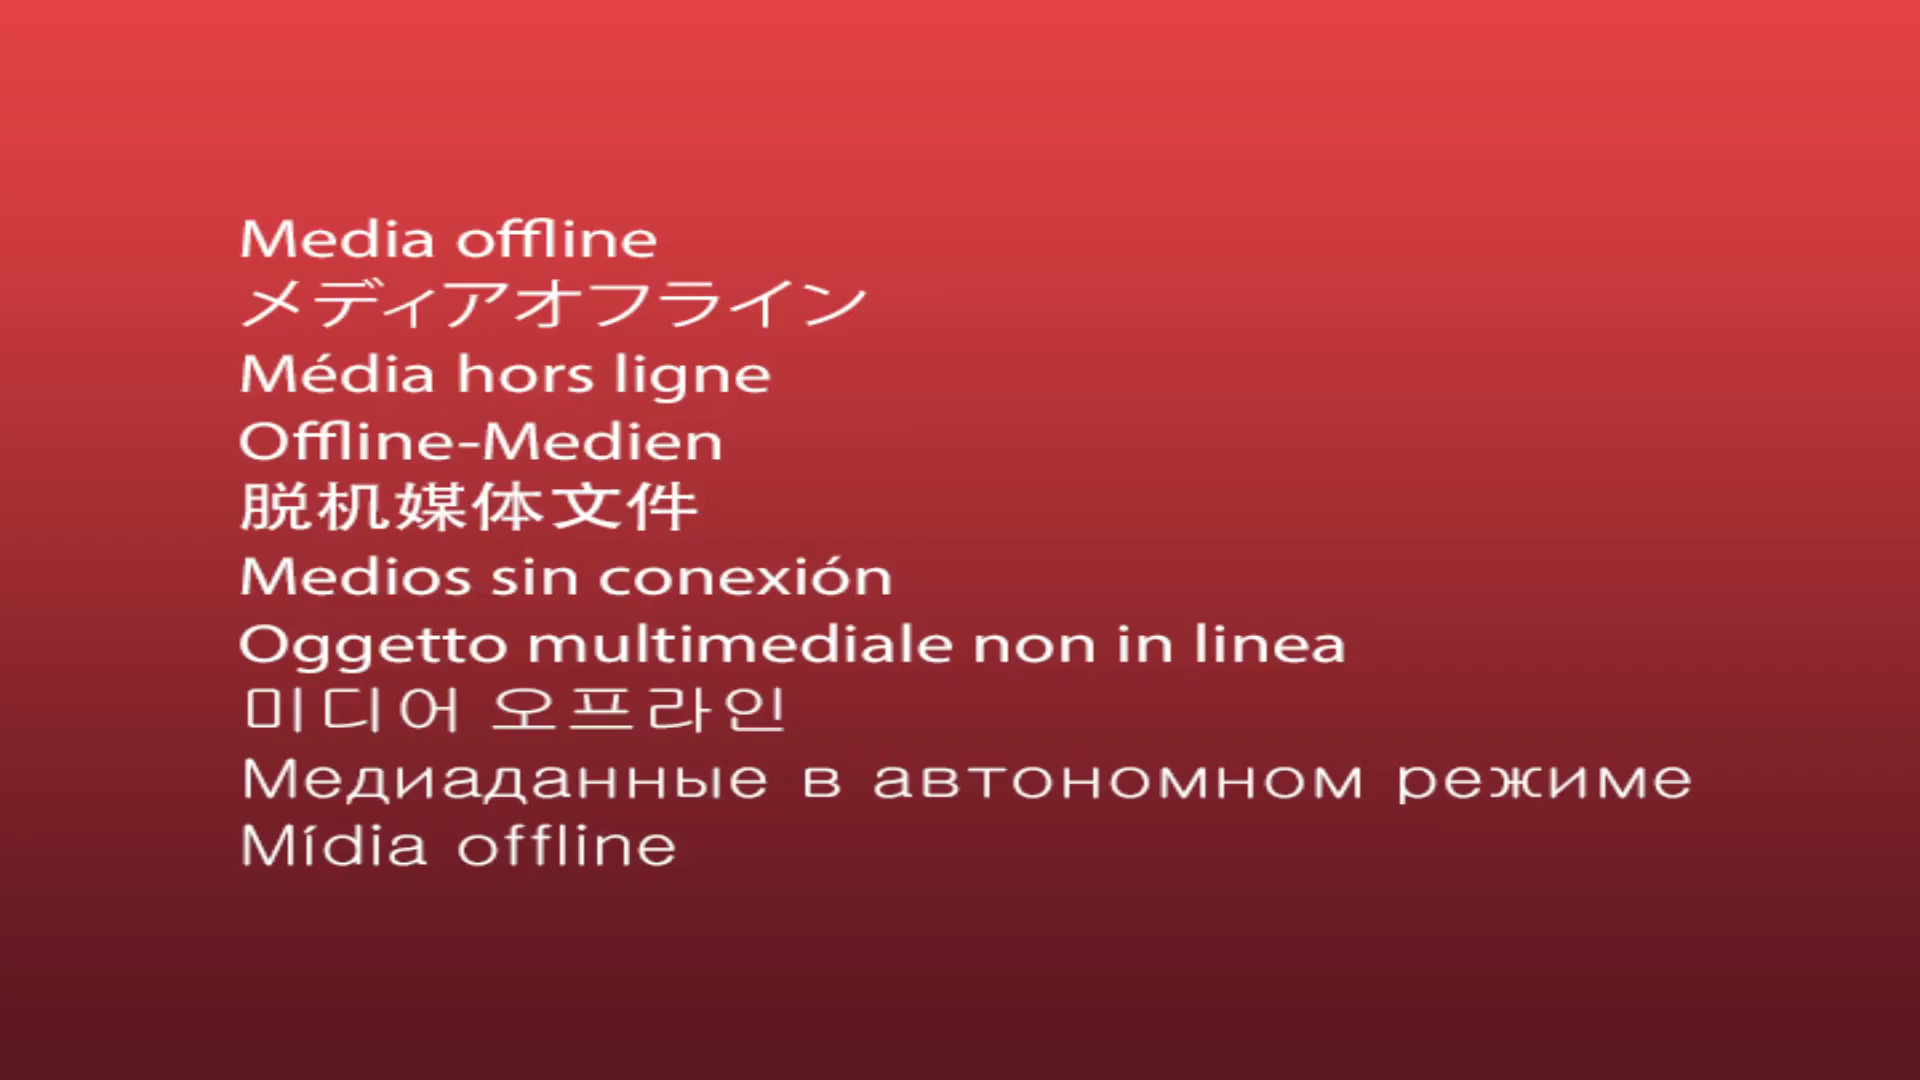 Media offline
メディアオフライン
Média hors ligne
Offline-Medien
脱机媒体文件
Medios sin conexión
Oggetto multimediale non in linea
미디어 오프라인
Медиаданные в автономном режиме
Mídia offline